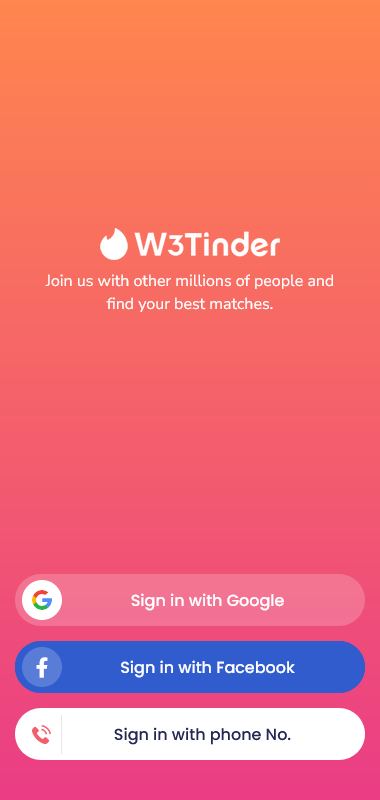 W3Tinder
Join us with other millions of people and
find your best matches.
Sign in with Google
Sign in with Facebook
Sign in with phone No.